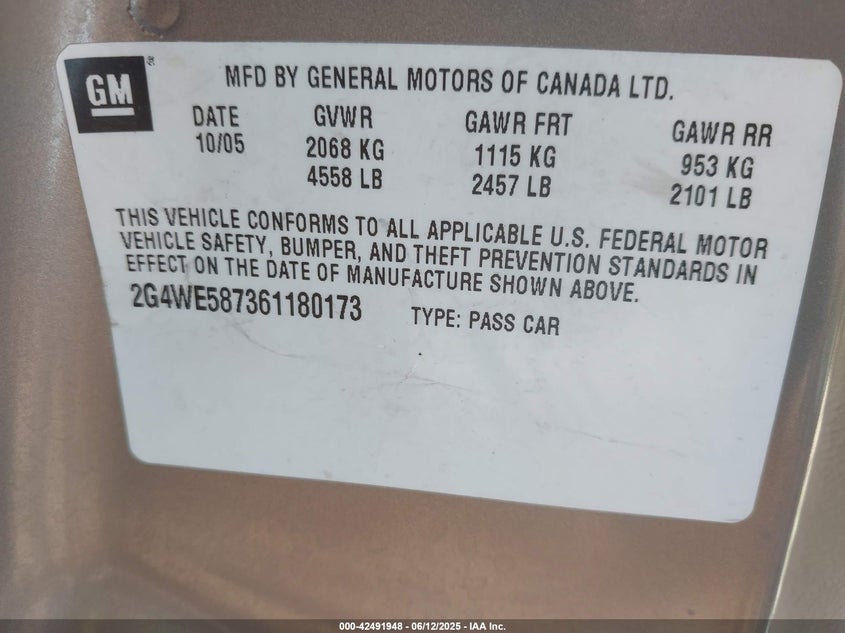 GM
MFD BY GENERAL MOTORS OF CANADA LTD.
DATE GVWR GAWR FRT GAWR RR
10/05 2068 KG 1115 KG 953 KG
4558 LB 2457 LB 2101 LB
THIS VEHICLE CONFORMS TO ALL APPLICABLE U.S. FEDERAL MOTOR
VEHICLE SAFETY, BUMPER, AND THEFT PREVENTION STANDARDS IN
EFFECT ON THE DATE OF MANUFACTURE SHOWN ABOVE.
2G4WE587361180173 TYPE: PASS CAR
000-42491948 - 06/12/2025 - IAA Inc.